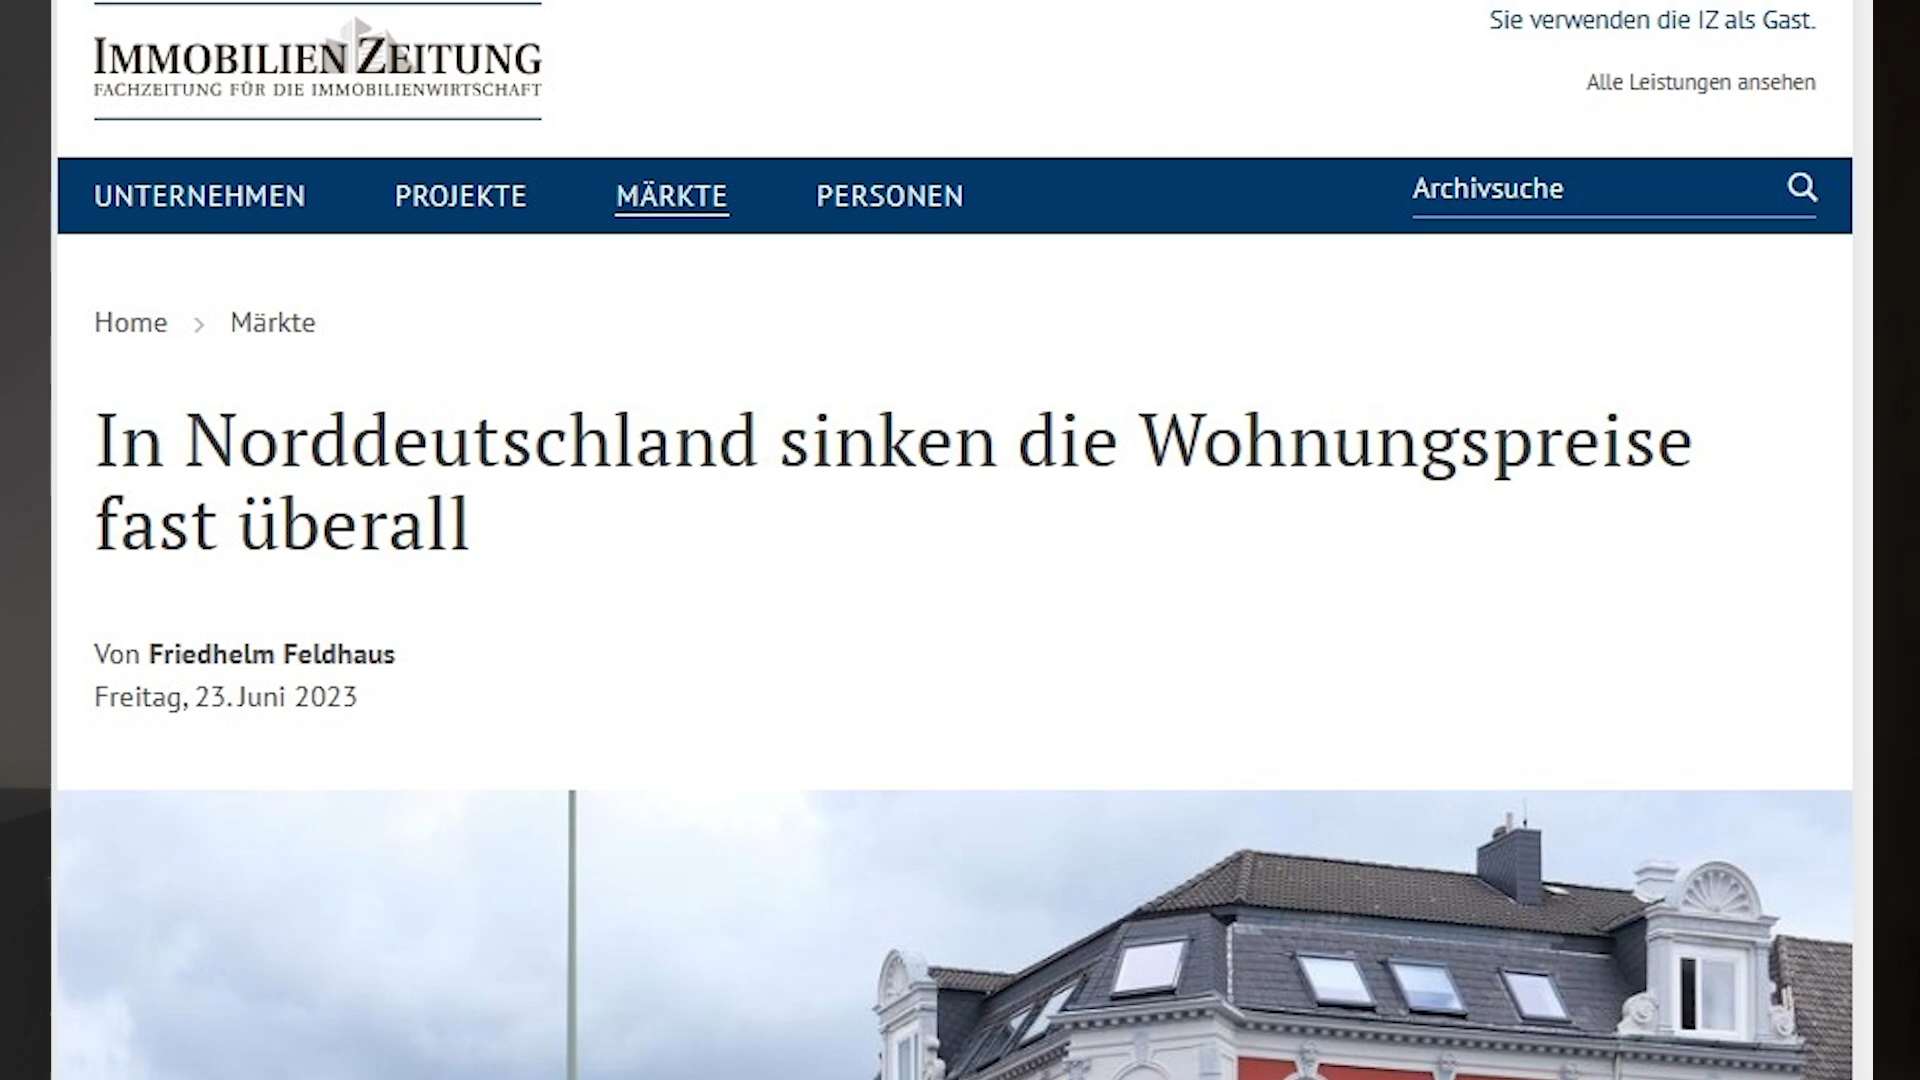 Sie verwenden die IZ als Gast.
IMMOBILIEN ZEITUNG
FACHZEITUNG FÜR DIE IMMOBILIENWIRTSCHAFT
Alle Leistungen ansehen
UNTERNEHMEN PROJEKTE MÄRKTE PERSONEN Archivsuche
Home > Märkte
In Norddeutschland sinken die Wohnungspreise
fast überall
Von Friedhelm Feldhaus
Freitag, 23. Juni 2023